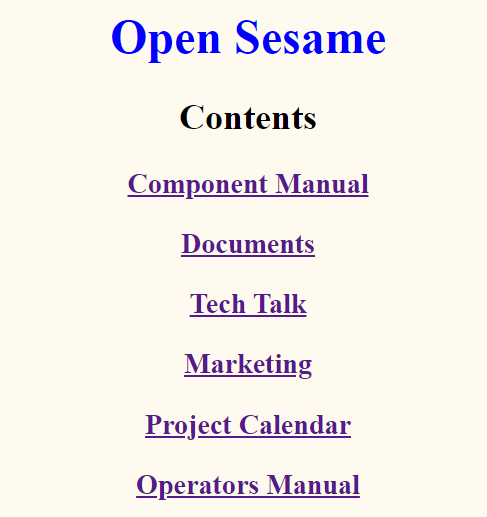 Open Sesame
Contents
Component Manual
Documents
Tech Talk
Marketing
Project Calendar
Operators Manual